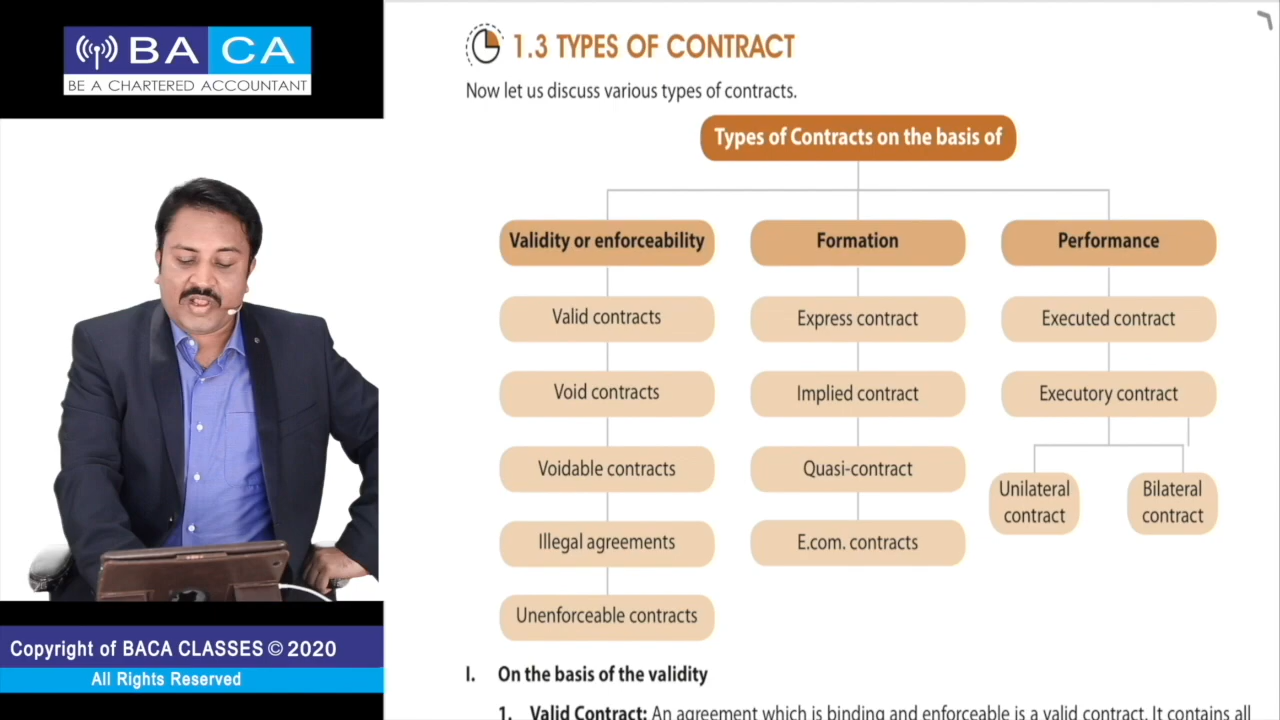 BA CA
BE A CHARTERED ACCOUNTANT
1.3 TYPES OF CONTRACT
Now let us discuss various types of contracts.
Types of Contracts on the basis of
Validity or enforceability
Valid contracts
Void contracts
Voidable contracts
Illegal agreements
Unenforceable contracts
Formation
Express contract
Implied contract
Quasi-contract
E.com. contracts
Performance
Executed contract
Executory contract
Unilateral
contract
Bilateral
contract
I. On the basis of the validity
1. Valid Contract: An agreement which is binding and enforceable is a valid contract. It contains all
Copyright of BACA CLASSES © 2020
All Rights Reserved